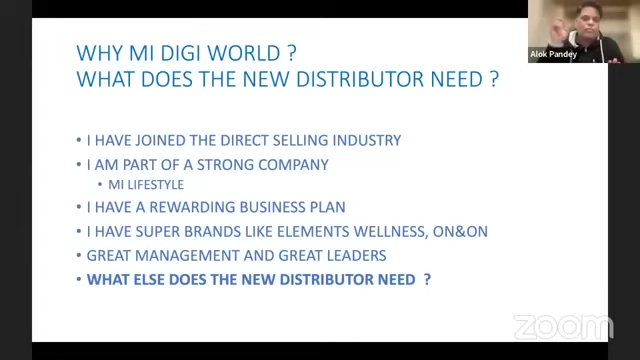 WHY MI DIGI WORLD ?
WHAT DOES THE NEW DISTRIBUTOR NEED ?
Alok Pandey
• I HAVE JOINED THE DIRECT SELLING INDUSTRY
• I AM PART OF A STRONG COMPANY
• MI LIFESTYLE
• I HAVE A REWARDING BUSINESS PLAN
• I HAVE SUPER BRANDS LIKE ELEMENTS WELLNESS, ON&ON
• GREAT MANAGEMENT AND GREAT LEADERS
• WHAT ELSE DOES THE NEW DISTRIBUTOR NEED ?
zoom